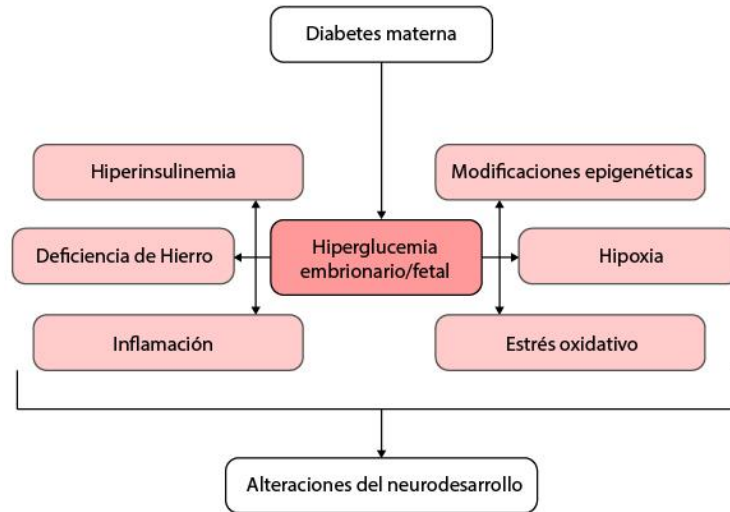 Diabetes materna
Hiperinsulinemia
Modificaciones epigenéticas
Deficiencia de Hierro
Hiperglucemia
embrionario/fetal
Hipoxia
Inflamación
Estrés oxidativo
Alteraciones del neurodesarrollo